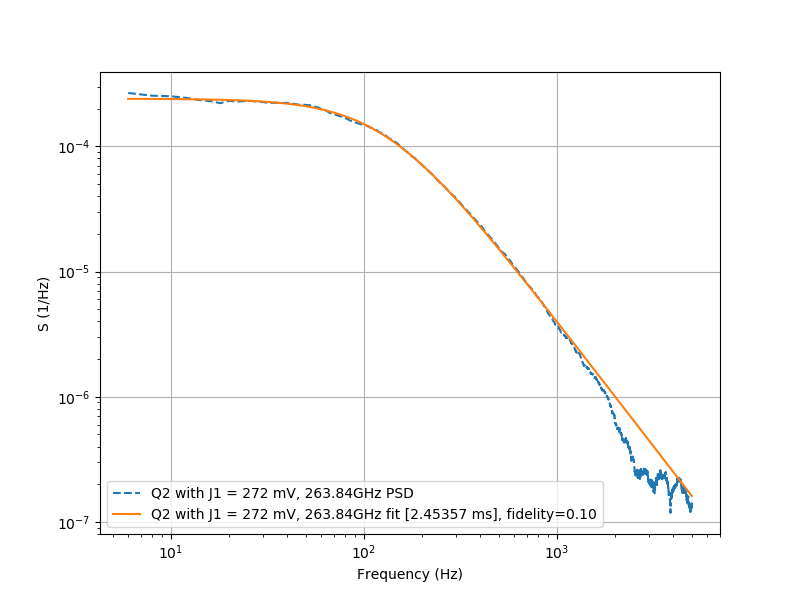 S (1/Hz)
10⁻⁴
10⁻⁵
10⁻⁶
10⁻⁷
Q2 with J1 = 272 mV, 263.84GHz PSD
Q2 with J1 = 272 mV, 263.84GHz fit [2.45357 ms], fidelity=0.10
10¹ 10² 10³
Frequency (Hz)